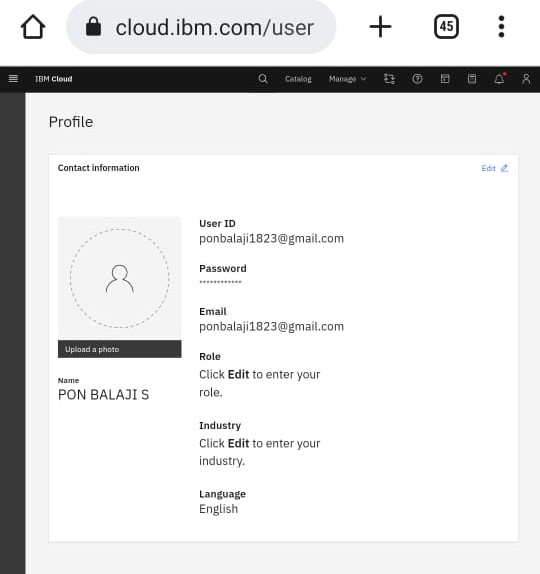 cloud.ibm.com/user
45
IBM Cloud
Catalog
Manage
Profile
Contact information
Edit
User ID
ponbalaji1823@gmail.com
Password
************
Email
ponbalaji1823@gmail.com
Upload a photo
Role
Click Edit to enter your
role.
Name
PON BALAJI S
Industry
Click Edit to enter your
industry.
Language
English